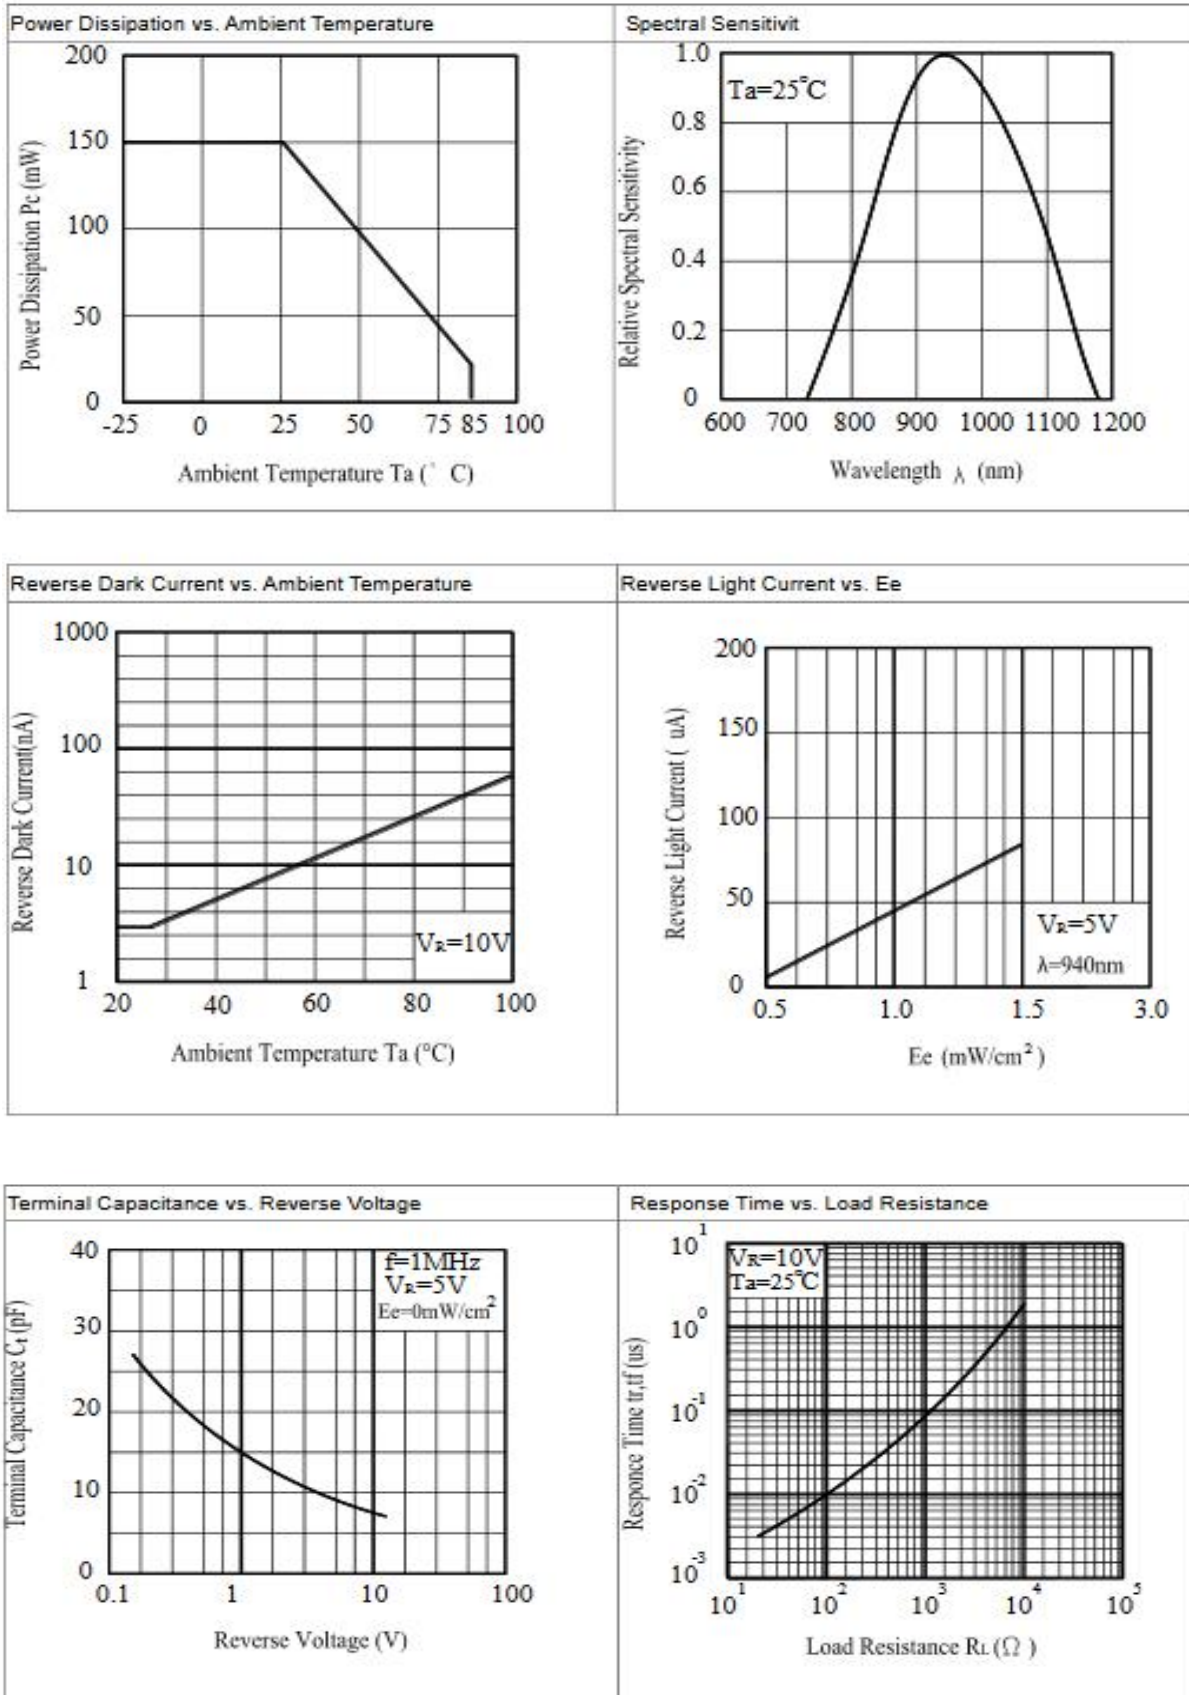 Power Dissipation vs. Ambient Temperature
200
150
100
50
0
-25 0 25 50 75 85 100
Power Dissipation Pc (mW)
Ambient Temperature Ta (° C)
Spectral Sensitivit
Ta=25°C
1.0
0.8
0.6
0.4
0.2
0
600 700 800 900 1000 1100 1200
Relative Spectral Sensitivity
Wavelength λ (nm)
Reverse Dark Current vs. Ambient Temperature
1000
100
10
1
20 40 60 80 100
Reverse Dark Current(nA)
VR=10V
Ambient Temperature Ta (°C)
Reverse Light Current vs. Ee
200
150
100
50
0
0.5 1.0 1.5 3.0
Reverse Light Current ( uA)
VR=5V
λ=940nm
Ee (mW/cm²)
Terminal Capacitance vs. Reverse Voltage
40
30
20
10
0
0.1 1 10 100
Terminal Capacitance Ct (pF)
f=1MHz
VR=5V
Ee=0mW/cm²
Reverse Voltage (V)
Response Time vs. Load Resistance
10¹
10⁰
10⁻¹
10⁻²
10⁻³
10¹ 10² 10³ 10⁴ 10⁵
Responce Time tr,tf (us)
VR=10V
Ta=25°C
Load Resistance RL (Ω )